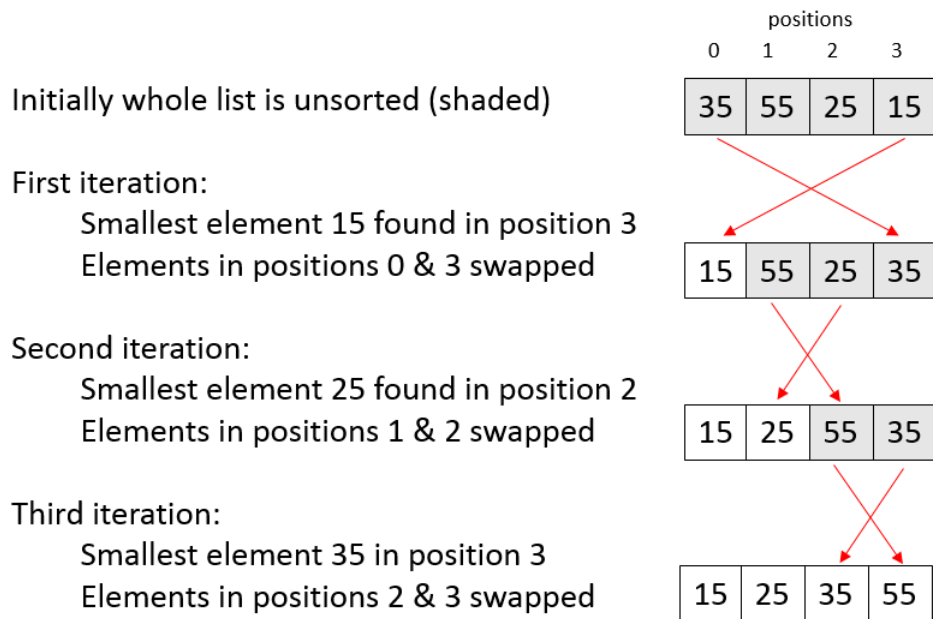 positions
0 1 2 3
Initially whole list is unsorted (shaded)
35 55 25 15
First iteration:
Smallest element 15 found in position 3
Elements in positions 0 & 3 swapped
15 55 25 35
Second iteration:
Smallest element 25 found in position 2
Elements in positions 1 & 2 swapped
15 25 55 35
Third iteration:
Smallest element 35 in position 3
Elements in positions 2 & 3 swapped
15 25 35 55